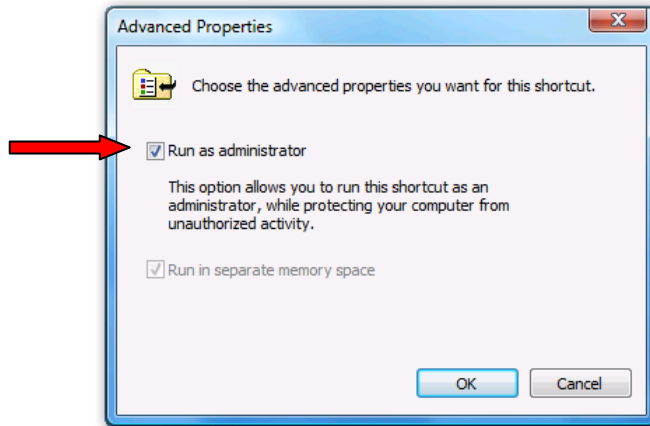 Advanced Properties
Choose the advanced properties you want for this shortcut.
Run as administrator
This option allows you to run this shortcut as an
administrator, while protecting your computer from
unauthorized activity.
Run in separate memory space
OK
Cancel